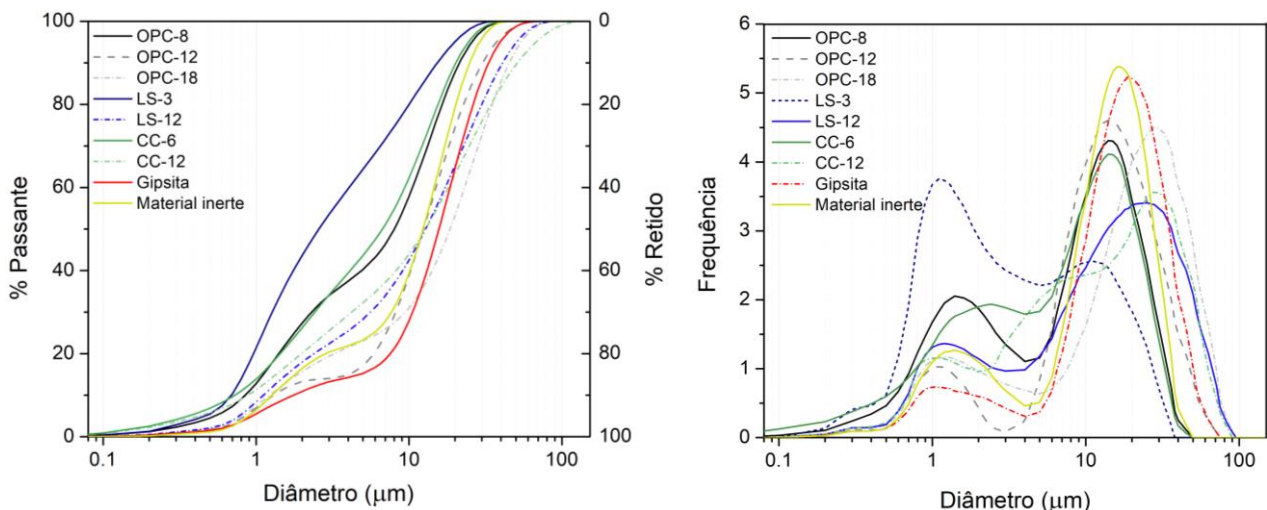 100
80
60
40
20
0
% Passante
OPC-8
OPC-12
OPC-18
LS-3
LS-12
CC-6
CC-12
Gipsita
Material inerte
0
20
40
60
80
100
% Retido
0.1
1
10
100
Diâmetro (μm)
6
5
4
3
2
1
0
Frequência
OPC-8
OPC-12
OPC-18
LS-3
LS-12
CC-6
CC-12
Gipsita
Material inerte
0.1
1
10
100
Diâmetro (μm)